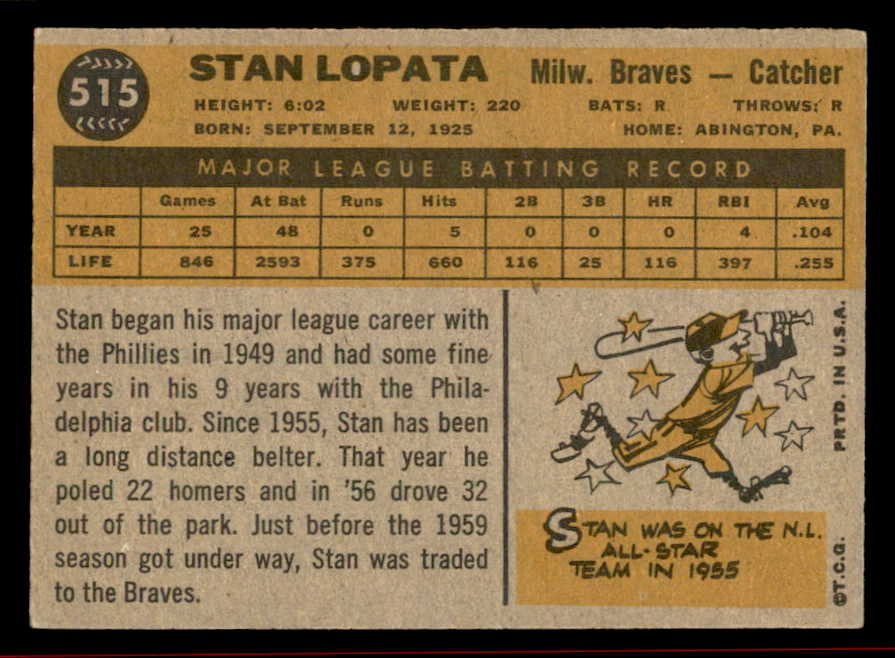 515
STAN LOPATA
Milw. Braves — Catcher
HEIGHT: 6:02 WEIGHT: 220 BATS: R THROWS: R
BORN: SEPTEMBER 12, 1925 HOME: ABINGTON, PA.
MAJOR LEAGUE BATTING RECORD
Games At Bat Runs Hits 2B 3B HR RBI Avg
YEAR 25 48 0 5 0 0 0 4 .104
LIFE 846 2593 375 660 116 25 116 397 .255
Stan began his major league career with
the Phillies in 1949 and had some fine
years in his 9 years with the Phila-
delphia club. Since 1955, Stan has been
a long distance belter. That year he
poled 22 homers and in '56 drove 32
out of the park. Just before the 1959
season got under way, Stan was traded
to the Braves.
STAN WAS ON THE N.L.
ALL-STAR
TEAM IN 1955
©T.C.G. PRTD. IN U.S.A.